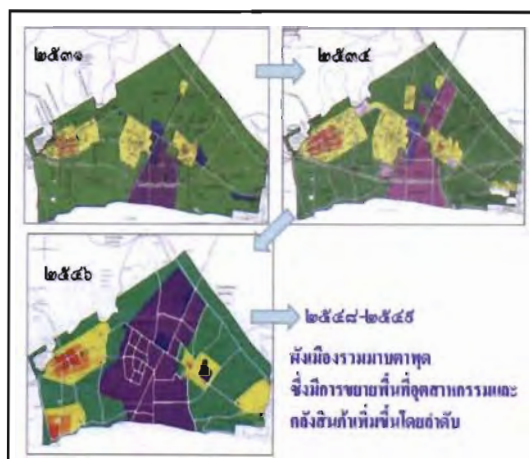 ๒๕๓๑
๒๕๓๔
๒๕๔๖
๒๕๔๘-๒๕๔๙
ผังเมืองรวมมาบตาพุด
ซึ่งมีการขยายพื้นที่อุตสาหกรรมและ
คลังสินค้าเพิ่มขึ้นโดยลำดับ